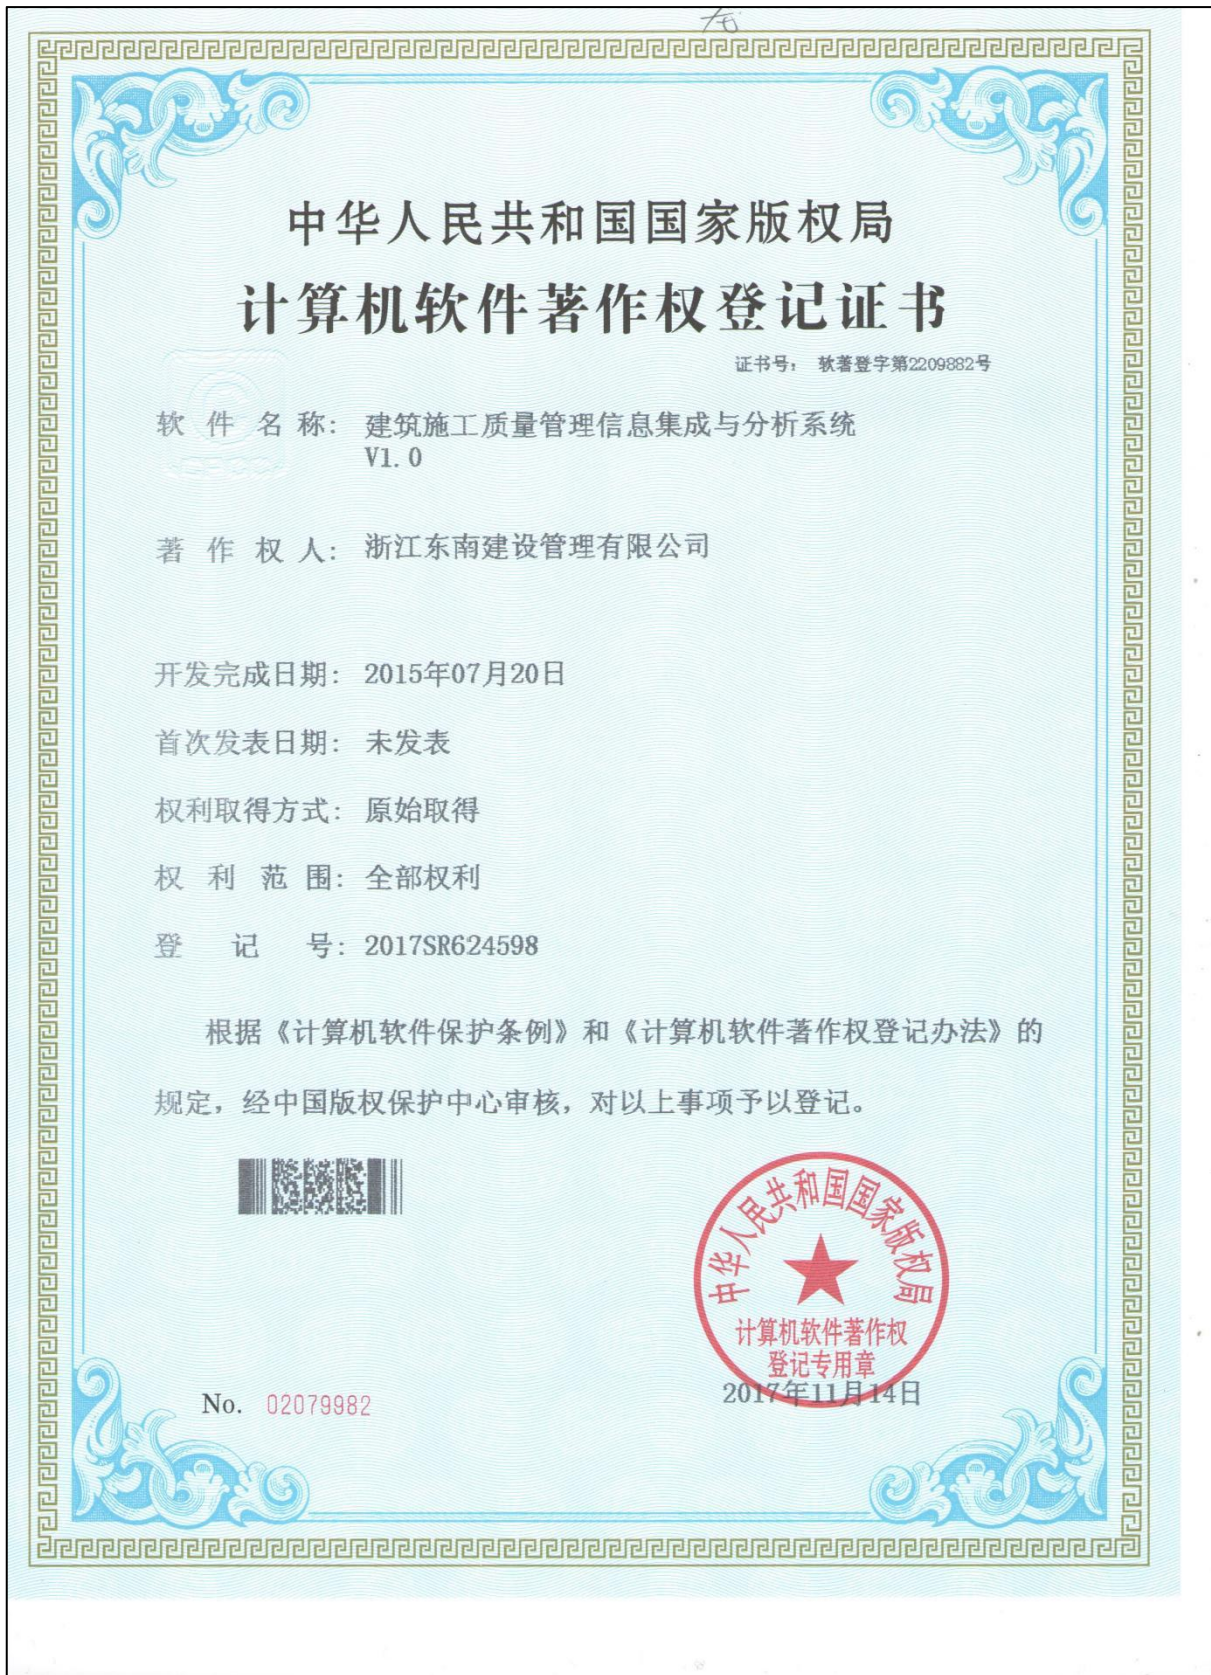 中华人民共和国国家版权局
计算机软件著作权登记证书
证书号： 软著登字第2209882号
软件名称： 建筑施工质量管理信息集成与分析系统
V1.0
著作权人： 浙江东南建设管理有限公司
开发完成日期： 2015年07月20日
首次发表日期： 未发表
权利取得方式： 原始取得
权利范围： 全部权利
登记号： 2017SR624598
根据《计算机软件保护条例》和《计算机软件著作权登记办法》的
规定，经中国版权保护中心审核，对以上事项予以登记。
中华人民共和国国家版权局
计算机软件著作权
登记专用章
2017年11月14日
No. 02079982